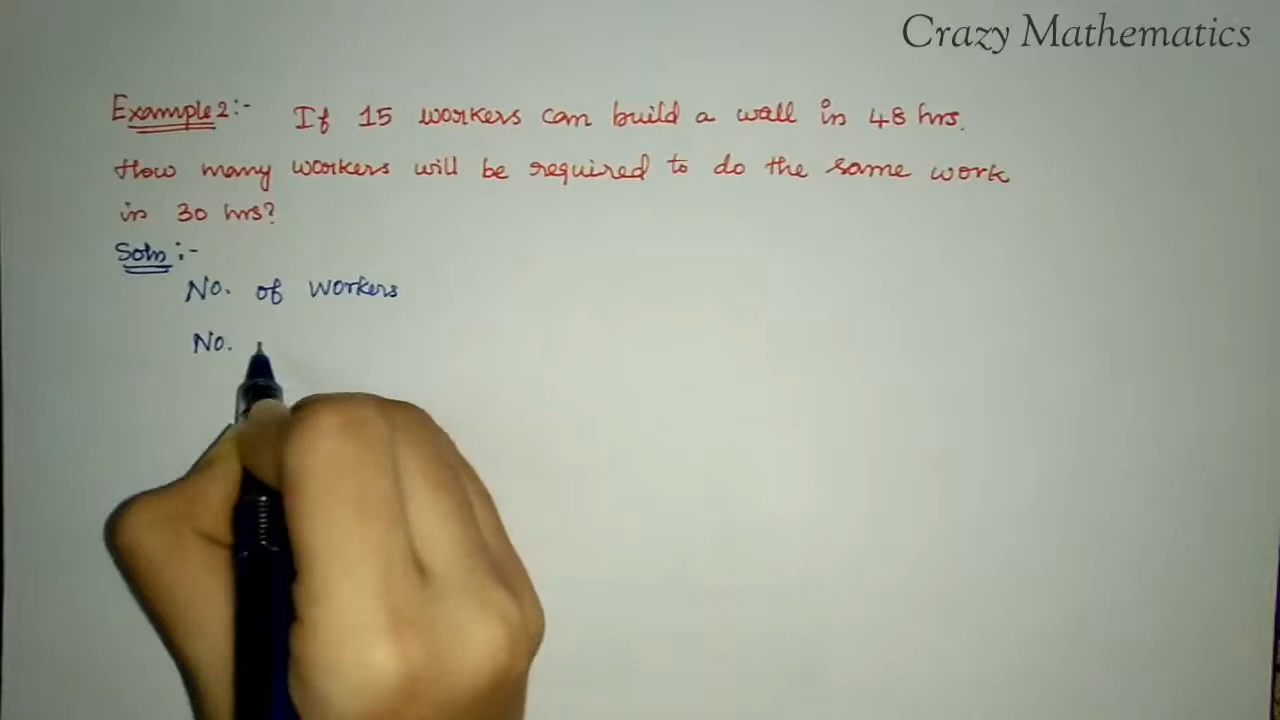 Crazy Mathematics
Example 2:- If 15 workers can build a wall in 48 hrs.
How many workers will be required to do the same work
in 30 hrs?
Soln :-
No. of workers
No.